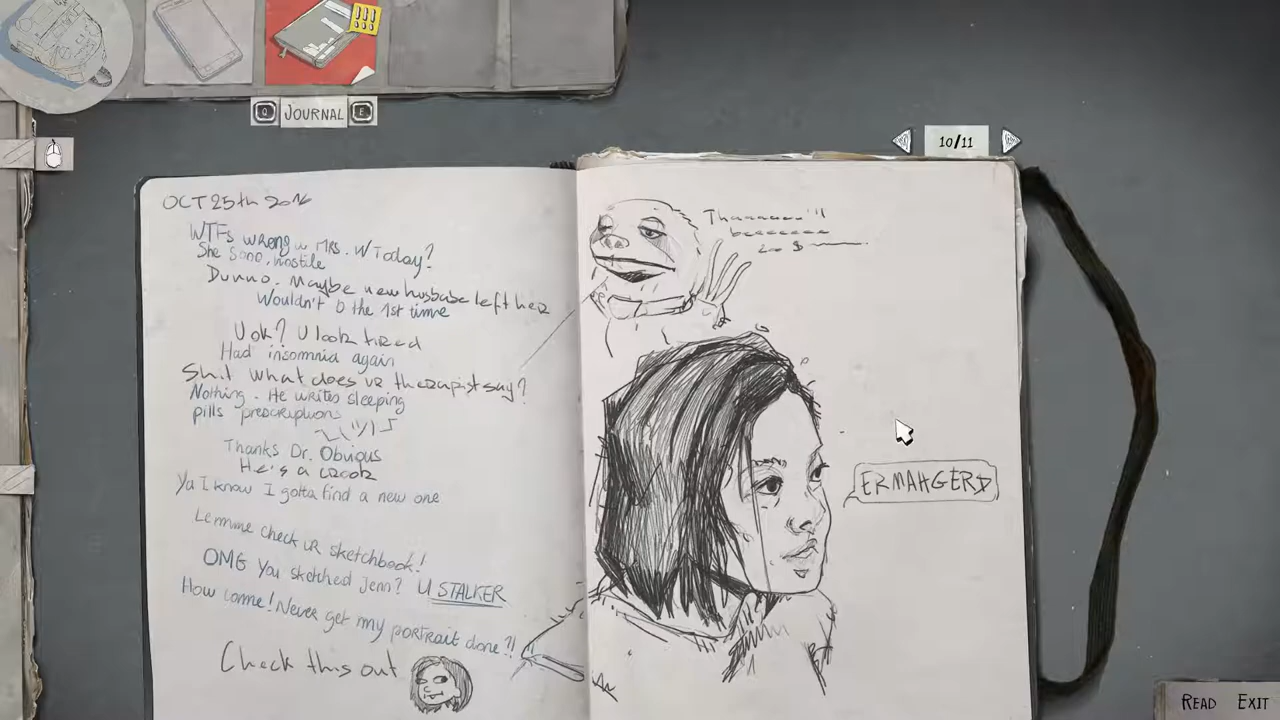 Q
JOURNAL
E
10/11
OCT 25th 2016
WTFs wrong w MRS. W Today?
She sooo hostile
Dunno. Maybe new husbabe left her
Wouldn't b the 1st time
U ok? U look tired
Had insomnia again
Shit what does ur therapist say?
Nothing. He writes sleeping
pills prescriptions
Thanks Dr. Obvious
He's a crook
Ya I know I gotta find a new one
Lemme check ur sketchbook!
OMG You sketched Jenn? U STALKER
How come I Never get my portrait done?!
Check this out
ERMAHGERD
READ EXIT